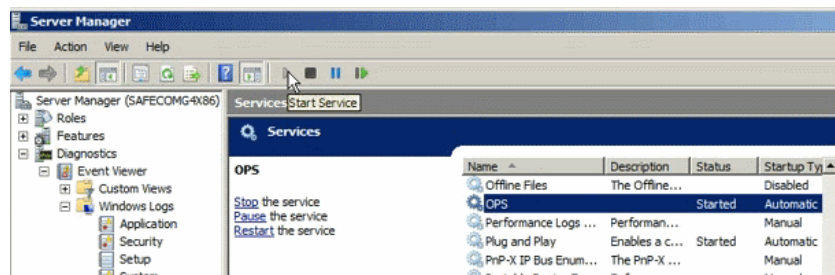 Server Manager
File Action View Help
Server Manager (SAFECOMG4X86)
Services
Start Service
Roles
Features
Diagnostics
Event Viewer
Custom Views
Windows Logs
Application
Security
Setup
Services
OPS
Stop the service
Pause the service
Restart the service
Name Description Status Startup Ty
Offline Files The Offline... Disabled
OPS Started Automatic
Performance Logs ... Performan... Manual
Plug and Play Enables a c... Started Automatic
PnP-X IP Bus Enum... The PnP-X ... Manual